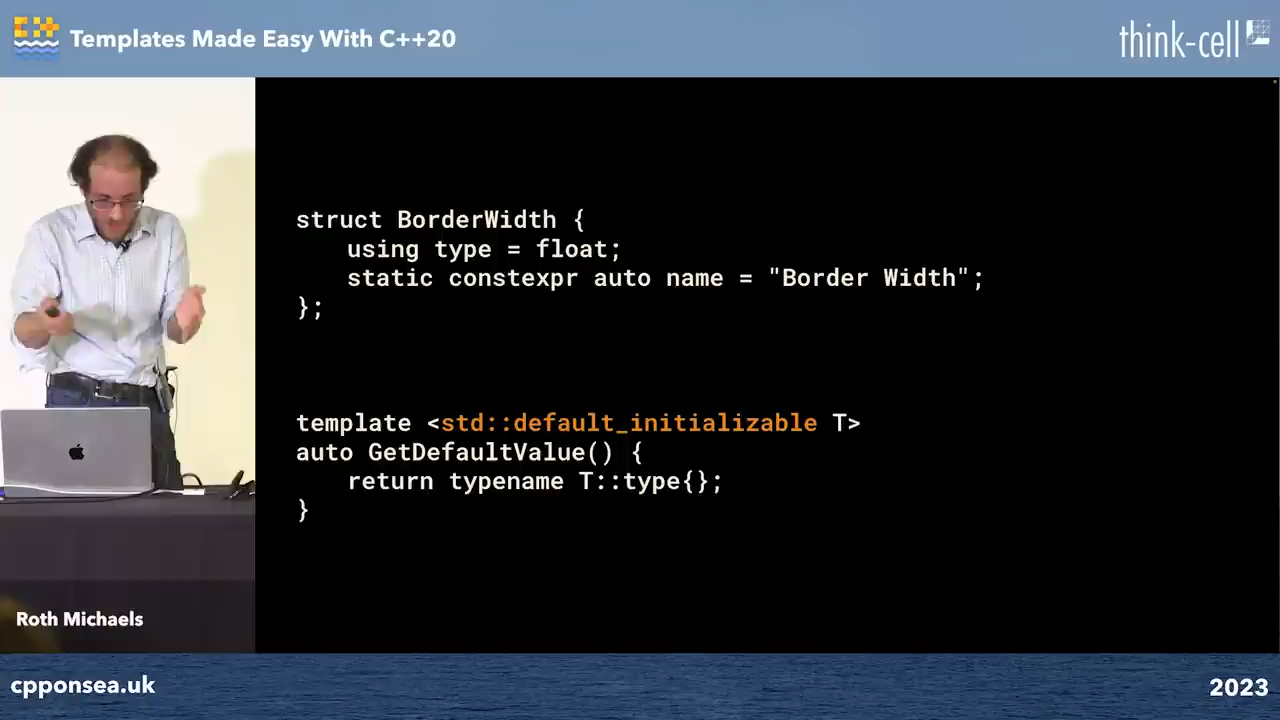 Templates Made Easy With C++20
think-cell
struct BorderWidth {
    using type = float;
    static constexpr auto name = "Border Width";
};
template <std::default_initializable T>
auto GetDefaultValue() {
    return typename T::type{};
}
Roth Michaels
cpponsea.uk
2023